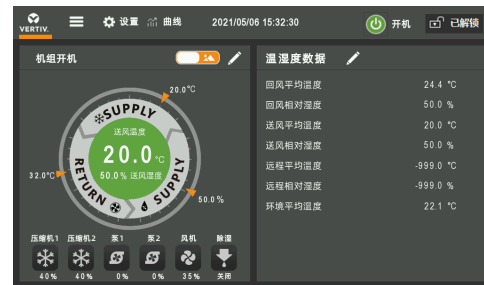 VERTIV. 设置 曲线 2021/05/06 15:32:30 开机 已解锁
机组开机
20.0℃
SUPPLY
送风温度
20.0 ℃
50.0% 送风湿度
RETURN
SUPPLY
32.0℃
50.0%
压缩机1 压缩机2 泵1 泵2 风机 除湿
40% 40% 0% 0% 35% 关闭
温湿度数据
回风平均温度 24.4 ℃
回风相对湿度 50.0 %
送风平均温度 20.0 ℃
送风相对湿度 50.0 %
远程平均温度 -999.0 ℃
远程相对湿度 -999.0 %
环境平均温度 22.1 ℃